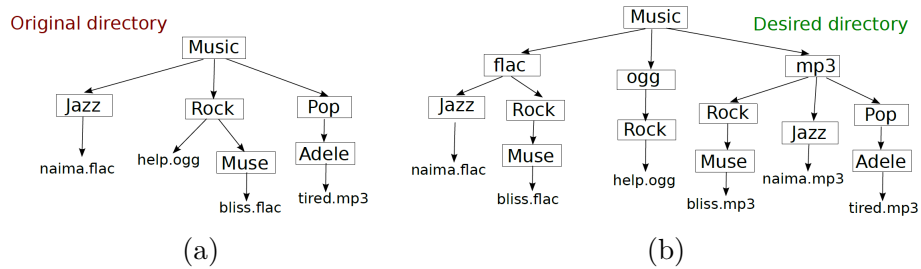 Original directory
Music
Jazz
Rock
Pop
naima.flac
help.ogg
Muse
Adele
bliss.flac
tired.mp3
(a)
Music
Desired directory
flac
ogg
mp3
Jazz
Rock
Rock
Rock
Jazz
Pop
naima.flac
Muse
help.ogg
Muse
naima.mp3
Adele
bliss.flac
bliss.mp3
tired.mp3
(b)